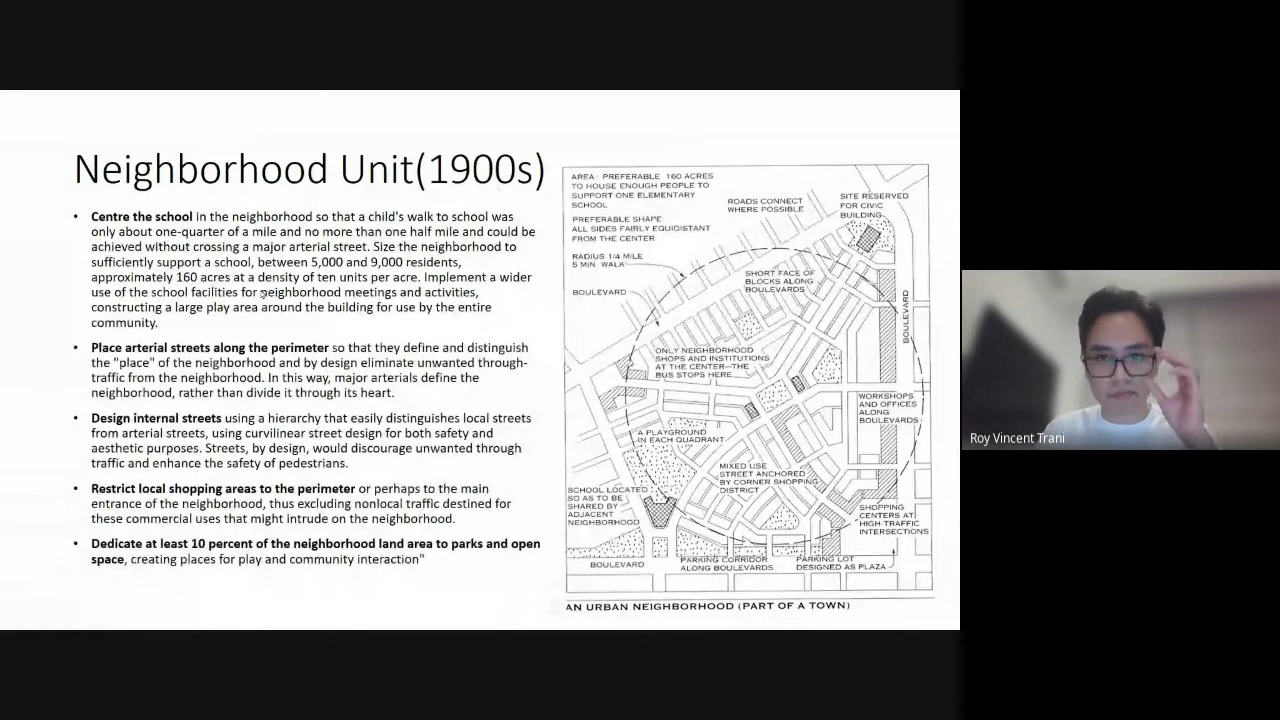 Neighborhood Unit(1900s)
• Centre the school in the neighborhood so that a child's walk to school was
only about one-quarter of a mile and no more than one half mile and could be
achieved without crossing a major arterial street. Size the neighborhood to
sufficiently support a school, between 5,000 and 9,000 residents,
approximately 160 acres at a density of ten units per acre. Implement a wider
use of the school facilities for neighborhood meetings and activities,
constructing a large play area around the building for use by the entire
community.
• Place arterial streets along the perimeter so that they define and distinguish
the "place" of the neighborhood and by design eliminate unwanted through-
traffic from the neighborhood. In this way, major arterials define the
neighborhood, rather than divide it through its heart.
• Design internal streets using a hierarchy that easily distinguishes local streets
from arterial streets, using curvilinear street design for both safety and
aesthetic purposes. Streets, by design, would discourage unwanted through
traffic and enhance the safety of pedestrians.
• Restrict local shopping areas to the perimeter or perhaps to the main
entrance of the neighborhood, thus excluding nonlocal traffic destined for
these commercial uses that might intrude on the neighborhood.
• Dedicate at least 10 percent of the neighborhood land area to parks and open
space, creating places for play and community interaction"
AREA: PREFERABLE 160 ACRES
TO HOUSE ENOUGH PEOPLE TO
SUPPORT ONE ELEMENTARY
SCHOOL
PREFERABLE SHAPE
ALL SIDES FAIRLY EQUIDISTANT
FROM THE CENTER
RADIUS 1/4 MILE
5 MIN. WALK
BOULEVARD
ROADS CONNECT
WHERE POSSIBLE
SITE RESERVED
FOR CIVIC
BUILDING
SHORT FACE OF
BLOCKS ALONG
BOULEVARDS
BOULEVARD
ONLY NEIGHBORHOOD
SHOPS AND INSTITUTIONS
AT THE CENTER—THE
BUS STOPS HERE
WORKSHOPS
AND OFFICES
ALONG
BOULEVARDS
A PLAYGROUND
IN EACH QUADRANT
MIXED USE
STREET ANCHORED
BY CORNER SHOPPING
DISTRICT
SCHOOL LOCATED
SO AS TO BE
SHARED BY
ADJACENT
NEIGHBORHOOD
SHOPPING
CENTERS AT
HIGH-TRAFFIC
INTERSECTIONS
BOULEVARD
PARKING CORRIDOR
ALONG BOULEVARDS
PARKING LOT
DESIGNED AS PLAZA
AN URBAN NEIGHBORHOOD (PART OF A TOWN)
Roy Vincent Trani